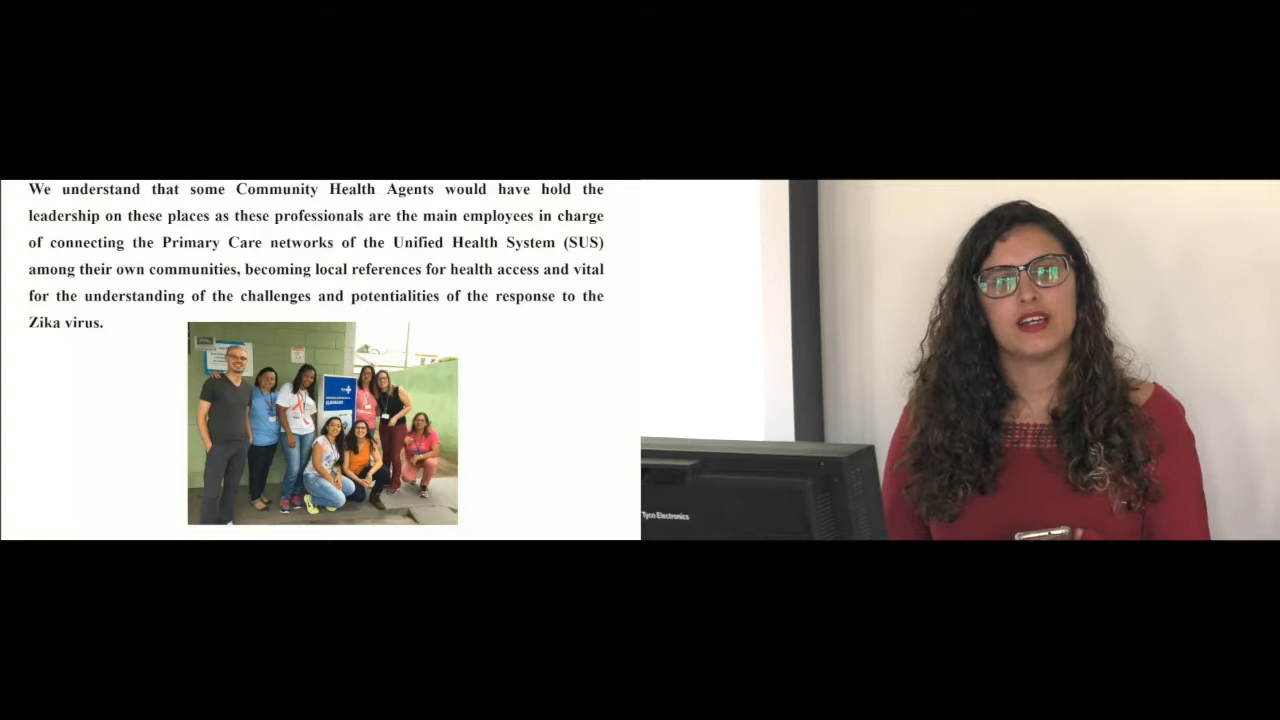 We understand that some Community Health Agents would have hold the
leadership on these places as these professionals are the main employees in charge
of connecting the Primary Care networks of the Unified Health System (SUS)
among their own communities, becoming local references for health access and vital
for the understanding of the challenges and potentialities of the response to the
Zika virus.
ELDORADO
Tyco Electronics